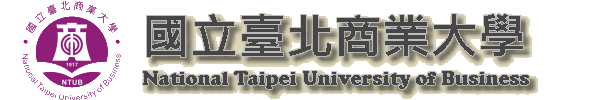 國立臺北商業大學
1917
NTUB
National Taipei University of Business
國立臺北商業大學
National Taipei University of Business